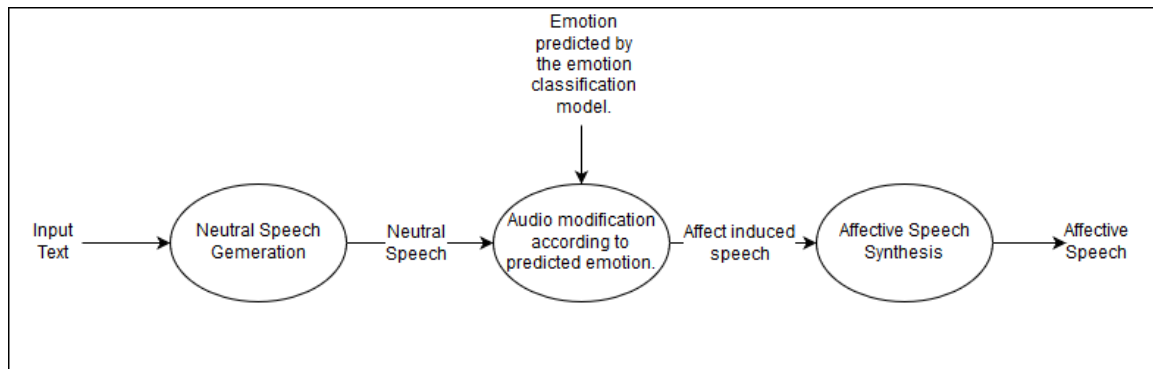 Emotion
predicted by
the emotion
classification
model.
Input
Text
Neutral Speech
Gemeration
Neutral
Speech
Audio modification
according to
predicted emotion.
Affect induced
speech
Affective Speech
Synthesis
Affective
Speech